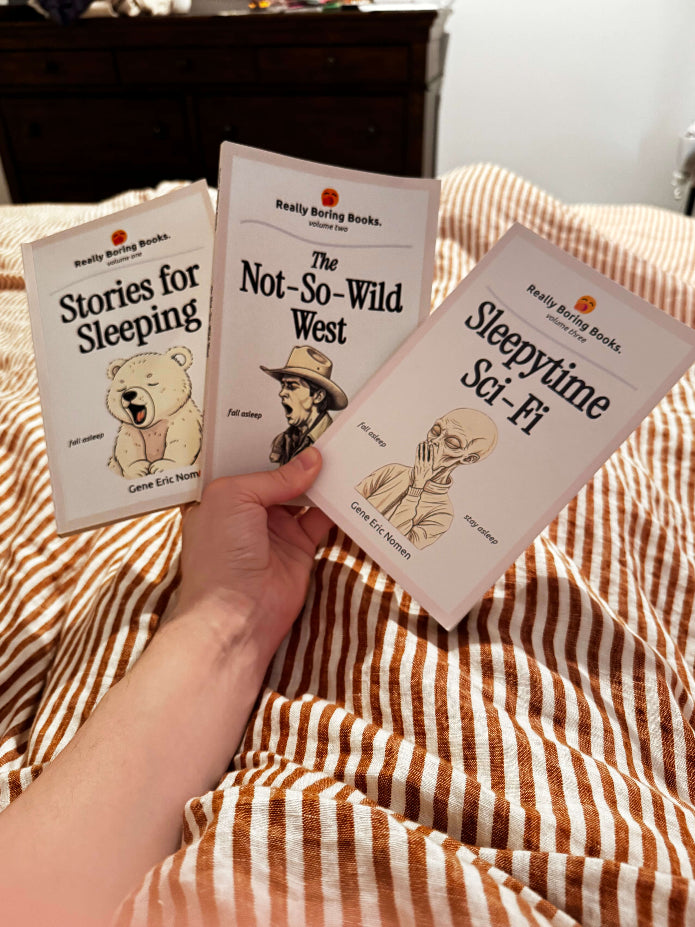 Really Boring Books.
volume one
Stories for
Sleeping
fall asleep
Gene Eric
Really Boring Books.
volume two
The
Not-So-Wild
West
fall asleep
Really Boring Books.
volume three
Sleepytime
Sci-Fi
fall asleep
stay asleep
Gene Eric Nomen